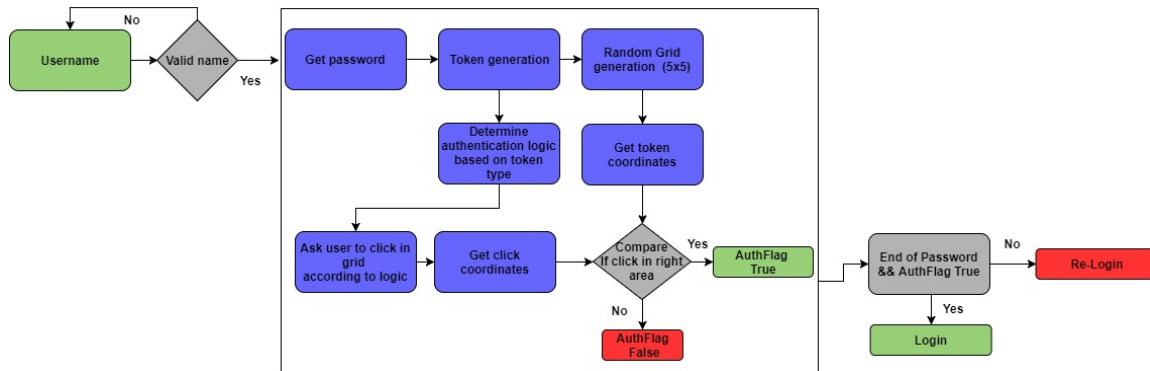 No
Username
Valid name
Yes
Get password
Token generation
Random Grid
generation (5x5)
Determine
authentication logic
based on token
type
Get token
coordinates
Ask user to click in
grid
according to logic
Get click
coordinates
Compare
If click in right
area
Yes
AuthFlag
True
No
AuthFlag
False
End of Password
&& AuthFlag True
No
Re-Login
Yes
Login